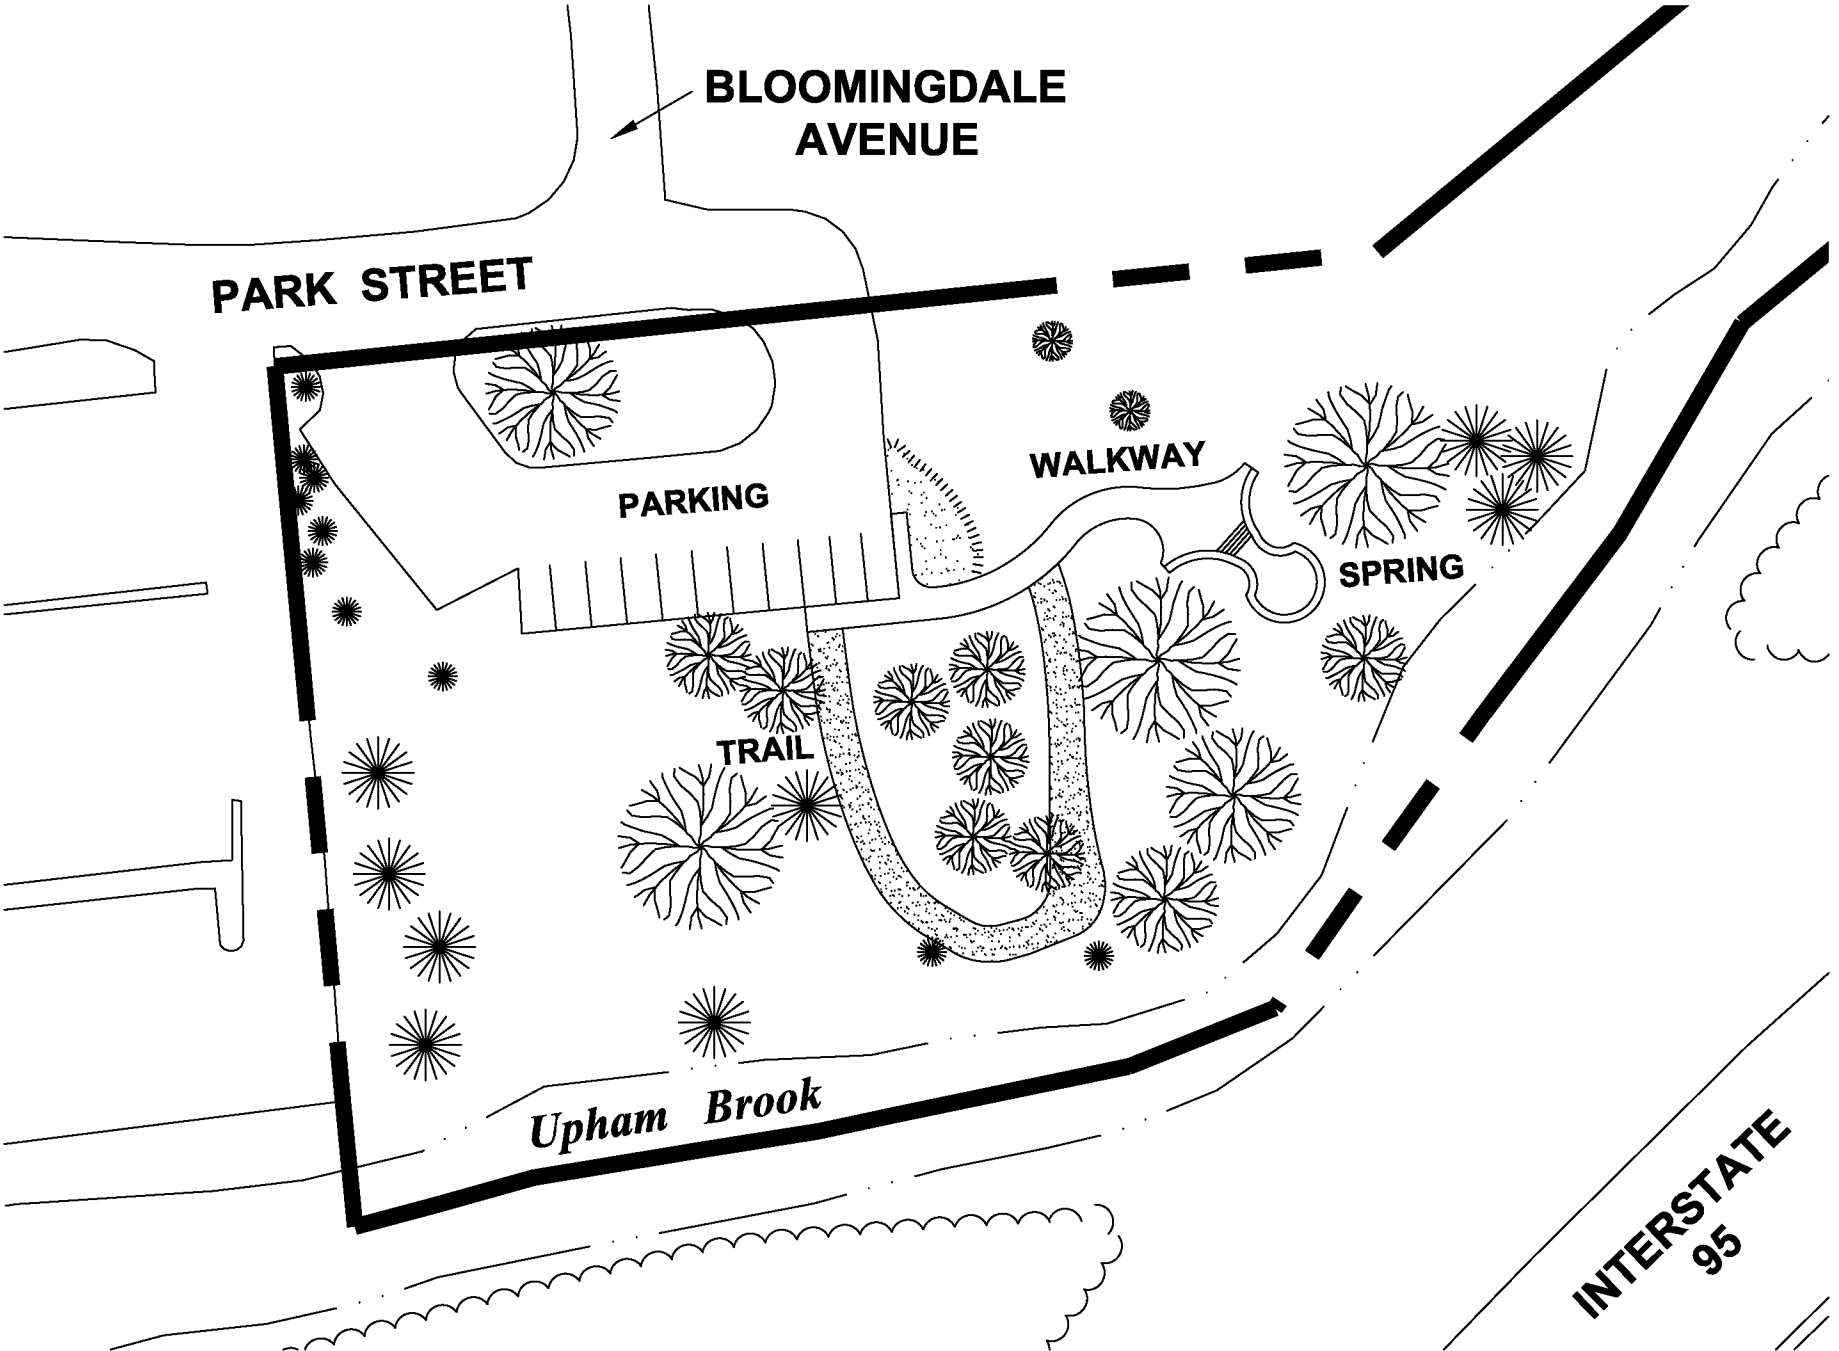 BLOOMINGDALE
AVENUE
PARK STREET
WALKWAY
PARKING
SPRING
TRAIL
Upham Brook
INTERSTATE
95